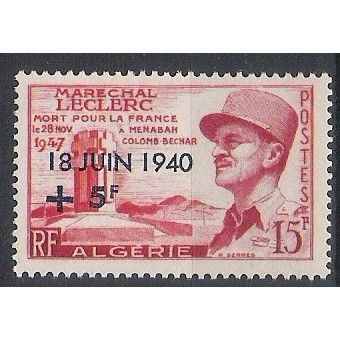 MARECHAL
LECLERC
MORT POUR LA FRANCE
le 28 NOV. A MENABAH
1947 COLOMB-BECHAR
18 JUIN 1940
+ 5F
POSTES
15F
RF ALGERIE
R. SERRES